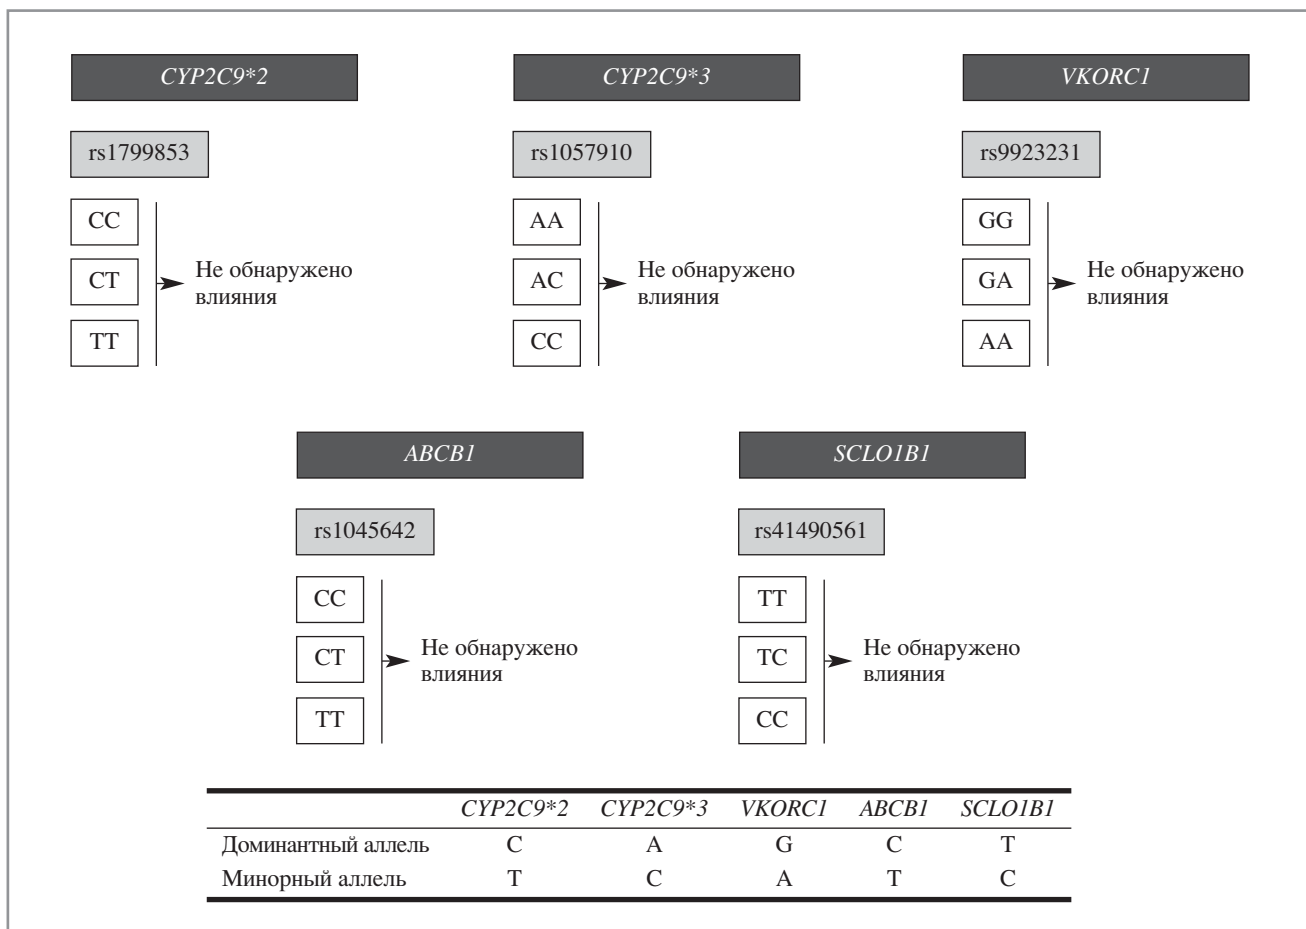 CYP2C9*2
rs1799853
CC
CT
TT
Не обнаружено
влияния
CYP2C9*3
rs1057910
AA
AC
CC
Не обнаружено
влияния
VKORC1
rs9923231
GG
GA
AA
Не обнаружено
влияния
ABCB1
rs1045642
CC
CT
TT
Не обнаружено
влияния
SCLO1B1
rs41490561
TT
TC
CC
Не обнаружено
влияния
CYP2C9*2 CYP2C9*3 VKORC1 ABCB1 SCLO1B1
Доминантный аллель C A G C T
Минорный аллель T C A T C